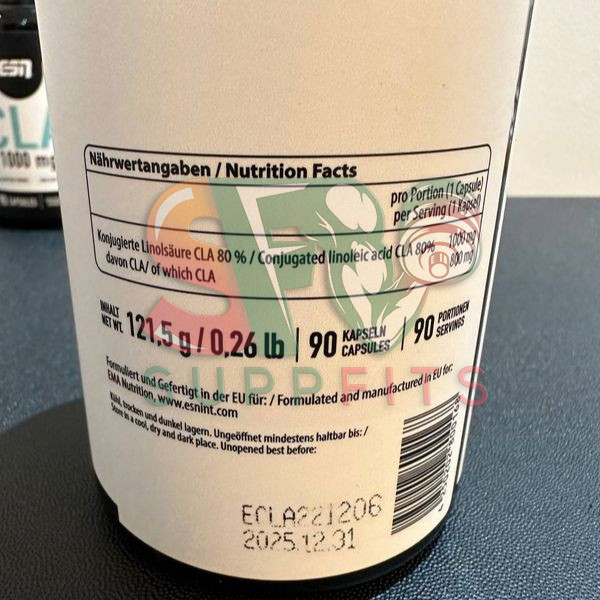 ESN
CLA
1000 mg
Nährwertangaben / Nutrition Facts
pro Portion (1 Capsule)
per Serving (1 Kapsel)
Konjugierte Linolsäure CLA 80 % / Conjugated linoleic acid CLA 80% 1000 mg
davon CLA/ of which CLA 800 mg
INHALT
NET WT.
121,5 g / 0,26 lb
90 KAPSELN
CAPSULES
90 PORTIONEN
SERVINGS
Formuliert und Gefertigt in der EU für: / Formulated and manufactured in EU for:
EMA Nutrition, www.esnint.com
Kühl, trocken und dunkel lagern. Ungeöffnet mindestens haltbar bis: /
Store in a cool, dry and dark place. Unopened best before:
ECLA221206
2025.12.31
SUPPFITS